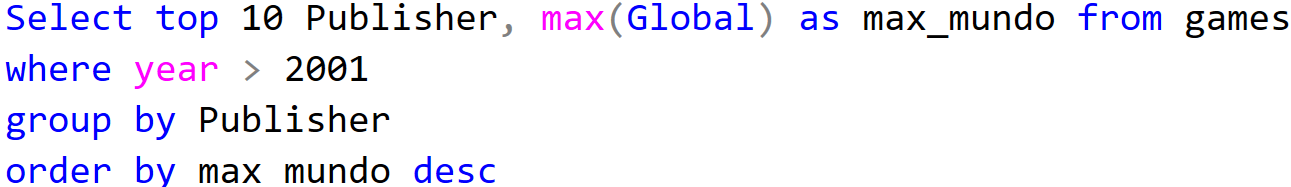 Select top 10 Publisher, max(Global) as max_mundo from games
where year > 2001
group by Publisher
order by max mundo desc